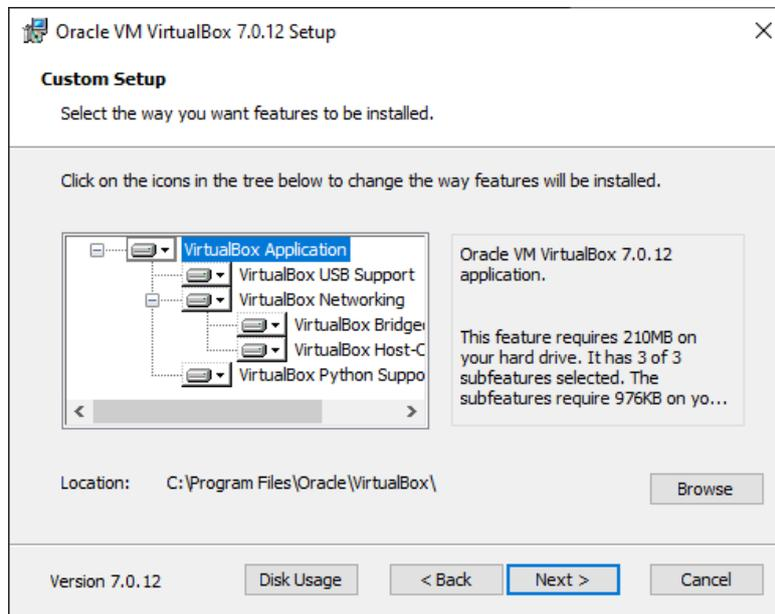 Oracle VM VirtualBox 7.0.12 Setup
Custom Setup
Select the way you want features to be installed.
Click on the icons in the tree below to change the way features will be installed.
VirtualBox Application
VirtualBox USB Support
VirtualBox Networking
VirtualBox Bridge
VirtualBox Host-C
VirtualBox Python Suppo
Oracle VM VirtualBox 7.0.12
application.
This feature requires 210MB on
your hard drive. It has 3 of 3
subfeatures selected. The
subfeatures require 976KB on yo...
Location: C:\Program Files\Oracle\VirtualBox\
Browse
Version 7.0.12
Disk Usage
< Back
Next >
Cancel